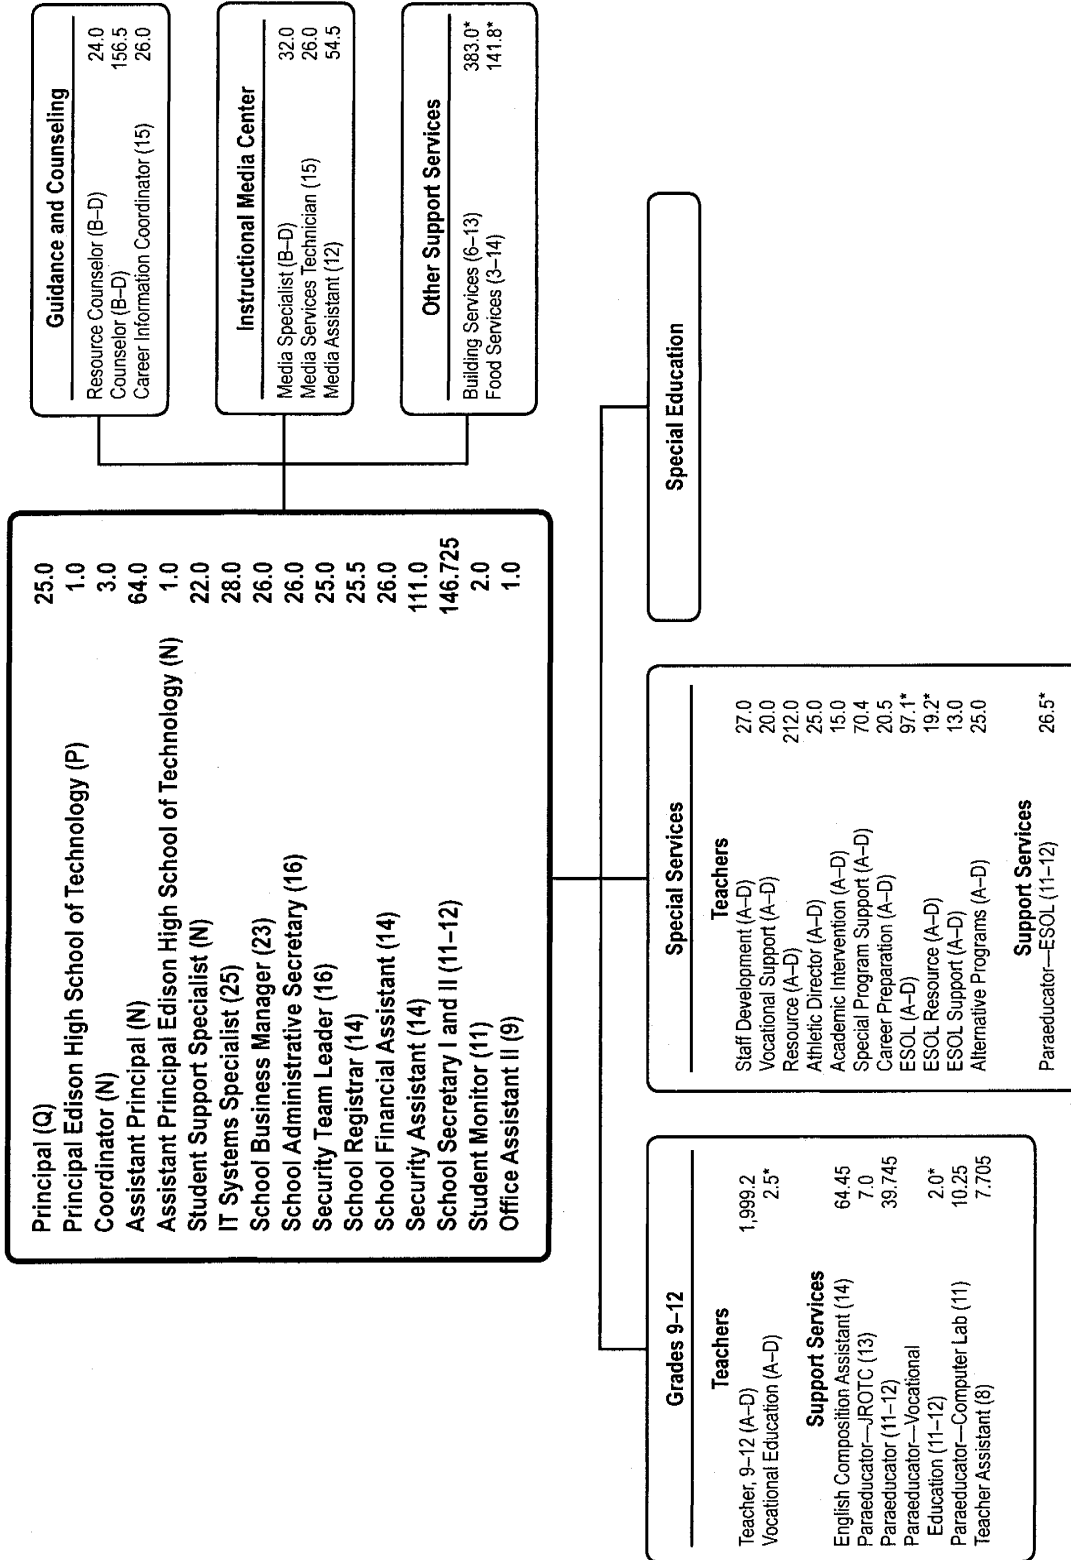 Principal (Q) 25.0
Principal Edison High School of Technology (P) 1.0
Coordinator (N) 3.0
Assistant Principal (N) 64.0
Assistant Principal Edison High School of Technology (N) 1.0
Student Support Specialist (N) 22.0
IT Systems Specialist (25) 28.0
School Business Manager (23) 26.0
School Administrative Secretary (16) 26.0
Security Team Leader (16) 25.0
School Registrar (14) 25.5
School Financial Assistant (14) 26.0
Security Assistant (14) 111.0
School Secretary I and II (11–12) 146.725
Student Monitor (11) 2.0
Office Assistant II (9) 1.0
Guidance and Counseling
Resource Counselor (B–D) 24.0
Counselor (B–D) 156.5
Career Information Coordinator (15) 26.0
Instructional Media Center
Media Specialist (B–D) 32.0
Media Services Technician (15) 26.0
Media Assistant (12) 54.5
Other Support Services
Building Services (6–13) 383.0*
Food Services (3–14) 141.8*
Grades 9–12
Teachers
Teacher, 9–12 (A–D) 1,999.2
Vocational Education (A–D) 2.5*
Support Services
English Composition Assistant (14) 64.45
Paraeducator—JROTC (13) 7.0
Paraeducator (11–12) 39.745
Paraeducator—Vocational
Education (11–12) 2.0*
Paraeducator—Computer Lab (11) 10.25
Teacher Assistant (8) 7.705
Special Services
Teachers
Staff Development (A–D) 27.0
Vocational Support (A–D) 20.0
Resource (A–D) 212.0
Athletic Director (A–D) 25.0
Academic Intervention (A–D) 15.0
Special Program Support (A–D) 70.4
Career Preparation (A–D) 20.5
ESOL (A–D) 97.1*
ESOL Resource (A–D) 19.2*
ESOL Support (A–D) 13.0
Alternative Programs (A–D) 25.0
Support Services
Paraeducator—ESOL (11–12) 26.5*
Special Education